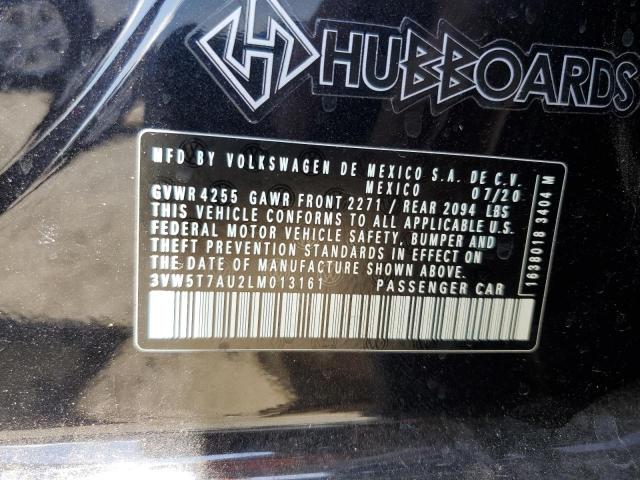 HUBBOARDS
MFD BY VOLKSWAGEN DE MEXICO S.A. DE C.V.
MEXICO 07/20
GVWR 4255 GAWR FRONT 2271 / REAR 2094 LBS
THIS VEHICLE CONFORMS TO ALL APPLICABLE U.S.
FEDERAL MOTOR VEHICLE SAFETY, BUMPER AND
THEFT PREVENTION STANDARDS IN EFFECT ON
THE DATE OF MANUFACTURE SHOWN ABOVE.
3VW5T7AU2LM013161 PASSENGER CAR
1638018 3404 M